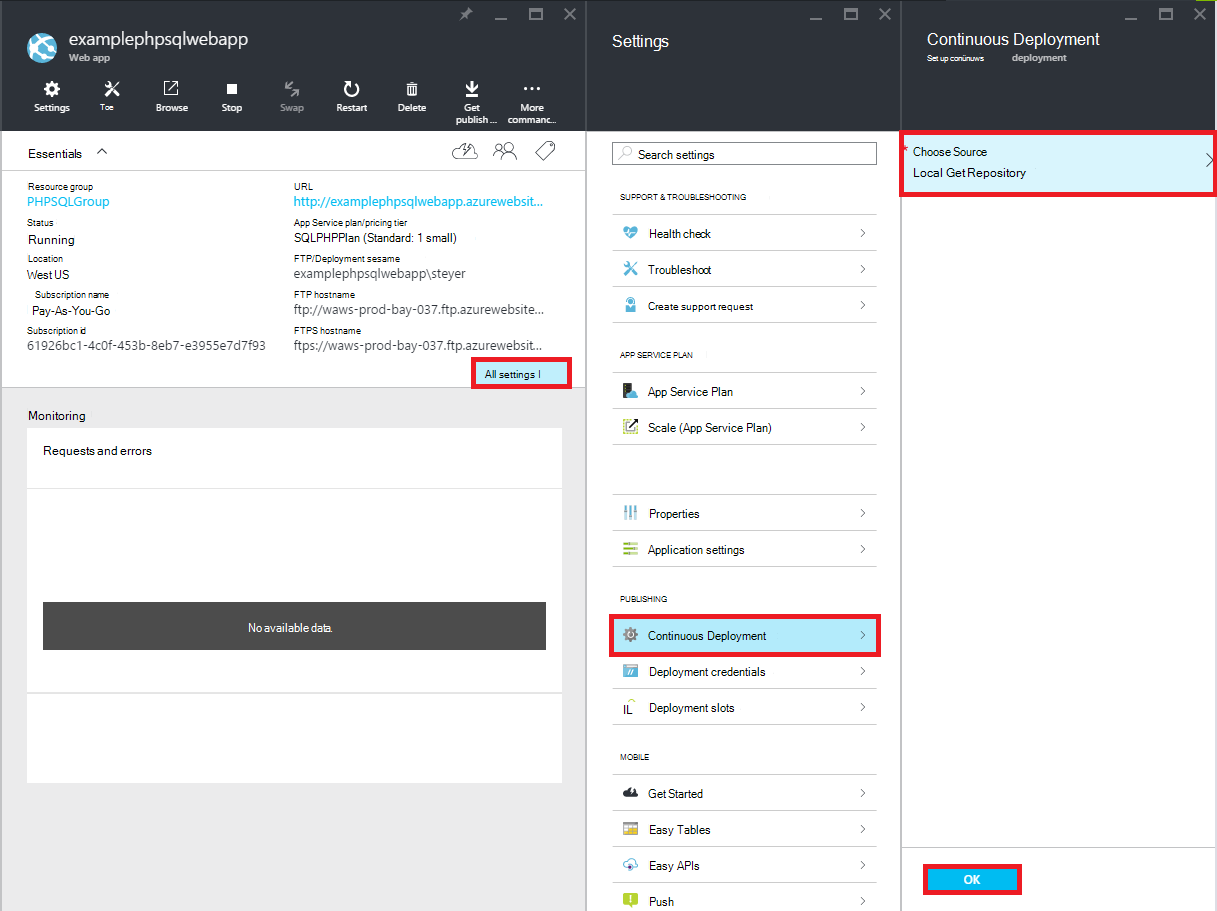 examplephpsqlwebapp
Web app
Settings
Toe
Browse
Stop
Swap
Restart
Delete
Get
publish ...
More
commanc...
Essentials
Resource group
PHPSQLGroup
Status
Running
Location
West US
Subscription name
Pay-As-You-Go
Subscription id
61926bc1-4c0f-453b-8eb7-e3955e7d7f93
URL
http://examplephpsqlwebapp.azurewebsit...
App Service plan/pricing tier
SQLPHPPlan (Standard: 1 small)
FTP/Deployment sesame
examplephpsqlwebapp\steyer
FTP hostname
ftp://waws-prod-bay-037.ftp.azurewebsite...
FTPS hostname
ftps://waws-prod-bay-037.ftp.azurewebsit...
All settings I
Monitoring
Requests and errors
No available data.
Settings
Search settings
SUPPORT & TROUBLESHOOTING
Health check
Troubleshoot
Create support request
APP SERVICE PLAN
App Service Plan
Scale (App Service Plan)
Properties
Application settings
PUBLISHING
Continuous Deployment
Deployment credentials
IL Deployment slots
MOBILE
Get Started
Easy Tables
Easy APIs
Push
Continuous Deployment
Set up conúnuws deployment
* Choose Source
Local Get Repository
OK